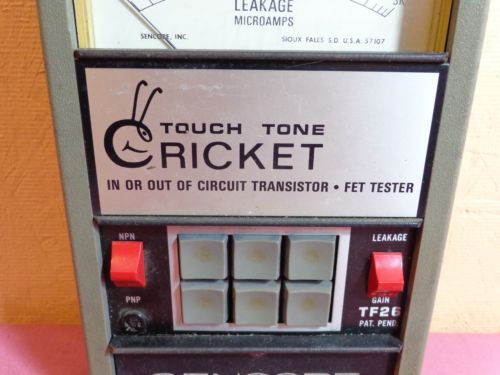 LEAKAGE
MICROAMPS
SENCORE, INC.
SIOUX FALLS S.D. U.S.A. 57107
TOUCH TONE
CRICKET
IN OR OUT OF CIRCUIT TRANSISTOR • FET TESTER
NPN
LEAKAGE
PNP
GAIN
TF26
PAT. PEND.
SENCORE